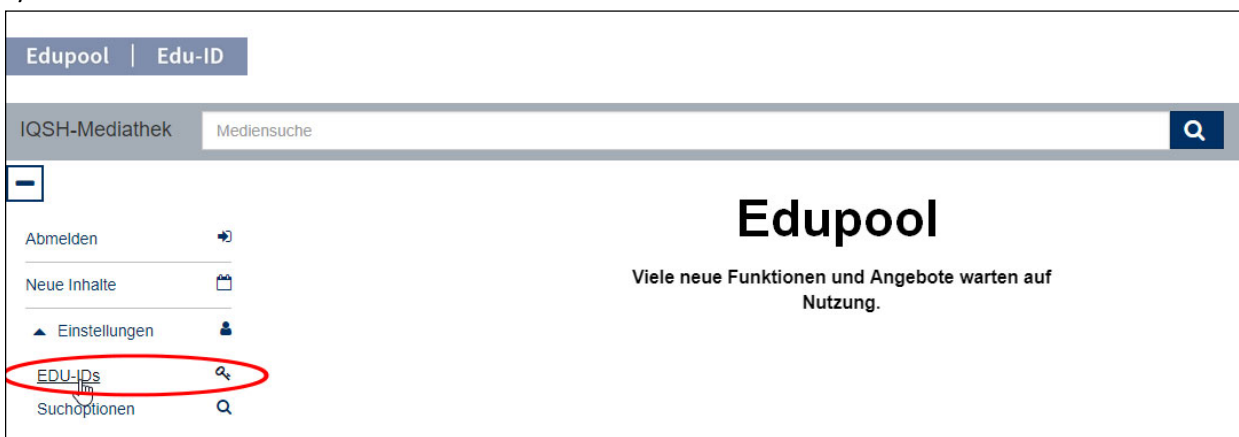 Edupool | Edu-ID
IQSH-Mediathek Mediensuche
Edupool
Abmelden
Viele neue Funktionen und Angebote warten auf
Neue Inhalte
Nutzung.
Einstellungen
EDU-IDs
Suchoptionen